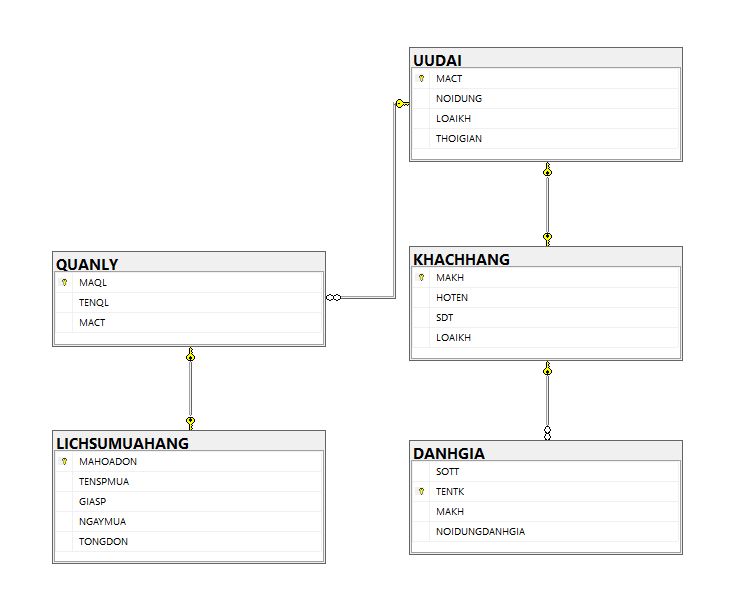 UUDAI
MACT
NOIDUNG
LOAIKH
THOIGIAN
QUANLY
MAQL
TENQL
MACT
KHACHHANG
MAKH
HOTEN
SDT
LOAIKH
LICHSUMUAHANG
MAHOADON
TENSPMUA
GIASP
NGAYMUA
TONGDON
DANHGIA
SOTT
TENTK
MAKH
NOIDUNGDANHGIA